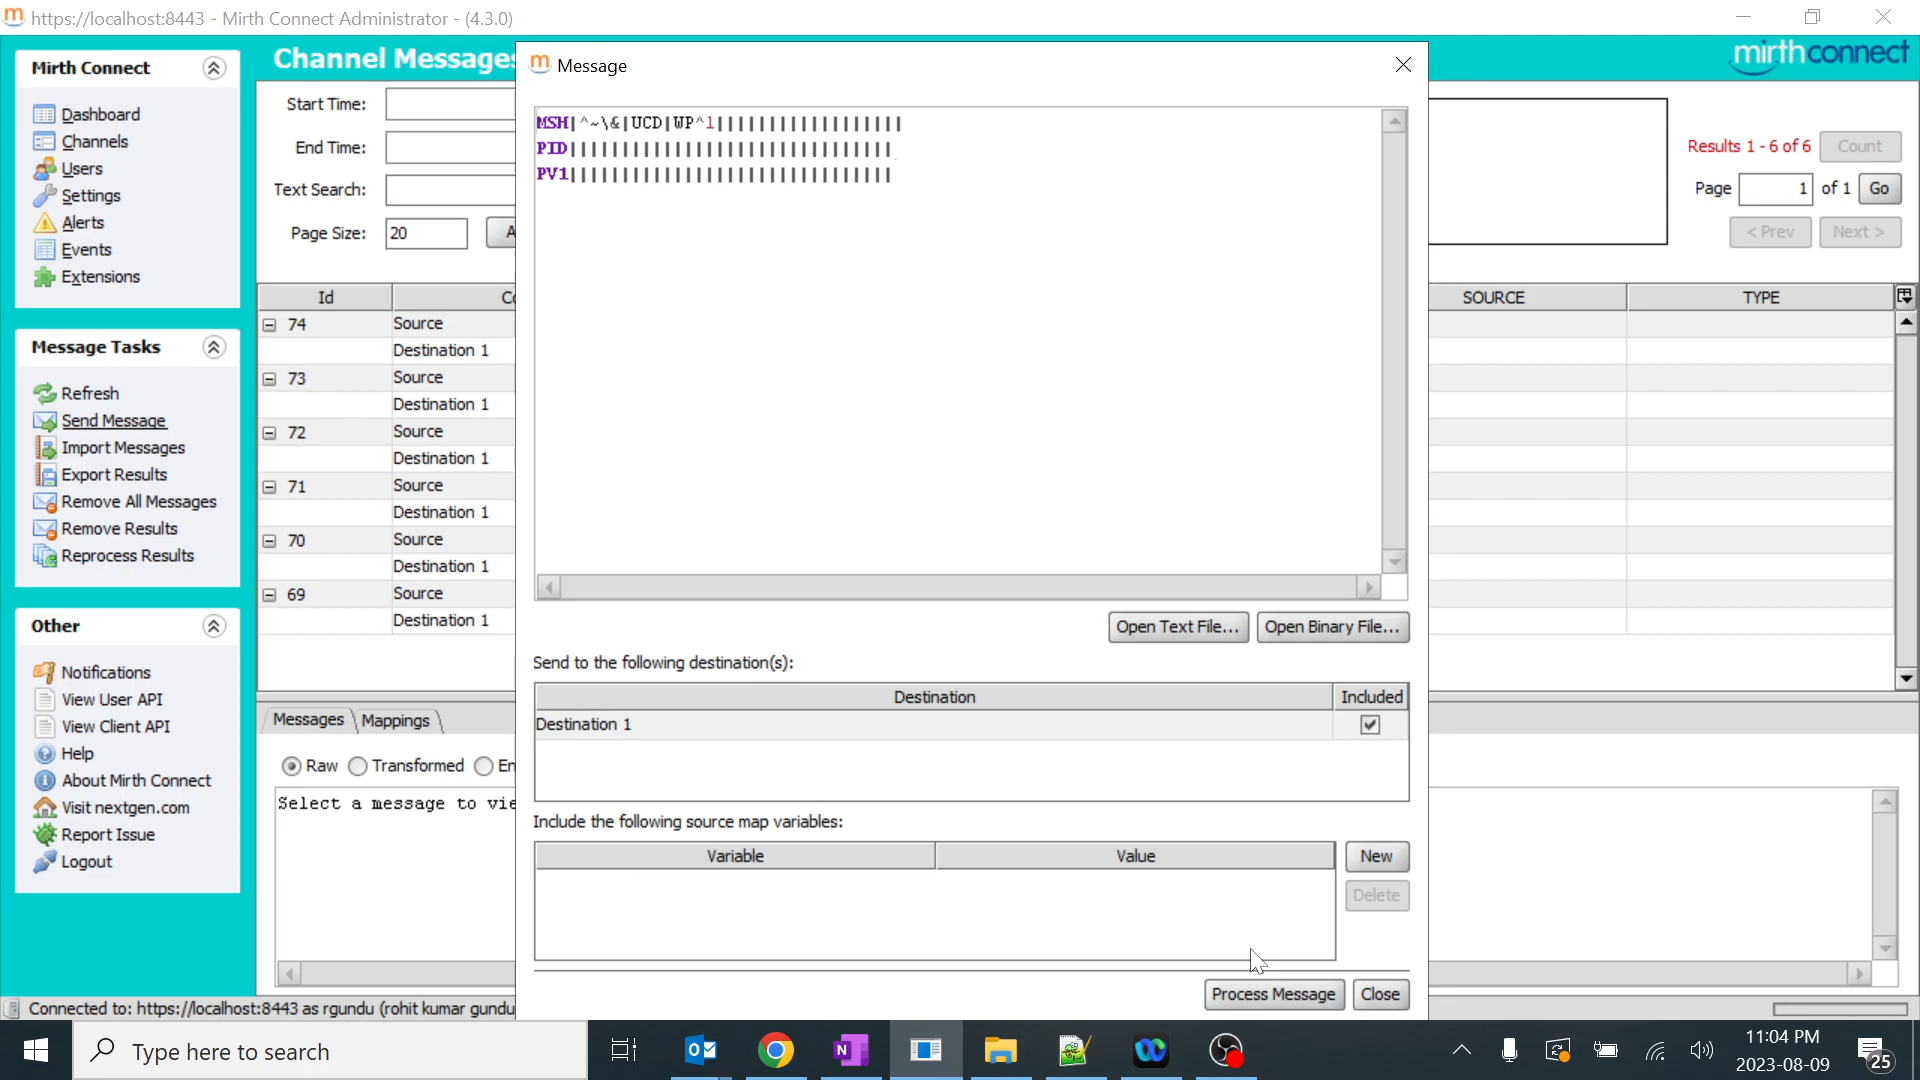 https://localhost:8443 - Mirth Connect Administrator - (4.3.0)
Mirth Connect
Dashboard
Channels
Users
Settings
Alerts
Events
Extensions
Message Tasks
Refresh
Send Message
Import Messages
Export Results
Remove All Messages
Remove Results
Reprocess Results
Other
Notifications
View User API
View Client API
Help
About Mirth Connect
Visit nextgen.com
Report Issue
Logout
Channel Messages
mirthconnect
Start Time:
End Time:
Text Search:
Page Size: 20
Results 1 - 6 of 6 Count
Page 1 of 1 Go
< Prev Next >
Id SOURCE TYPE
74 Source
Destination 1
73 Source
Destination 1
72 Source
Destination 1
71 Source
Destination 1
70 Source
Destination 1
69 Source
Destination 1
Messages Mappings
Raw Transformed En
Select a message to vie
Message
MSH|^~\&|UCD|WP^1||||||||||||||||||
PID|||||||||||||||||||||||||||||||
PV1|||||||||||||||||||||||||||||||
Open Text File... Open Binary File...
Send to the following destination(s):
Destination Included
Destination 1
Include the following source map variables:
Variable Value
New
Delete
Process Message Close
Connected to: https://localhost:8443 as rgundu (rohit kumar gundu
Type here to search
11:04 PM
2023-08-09
25